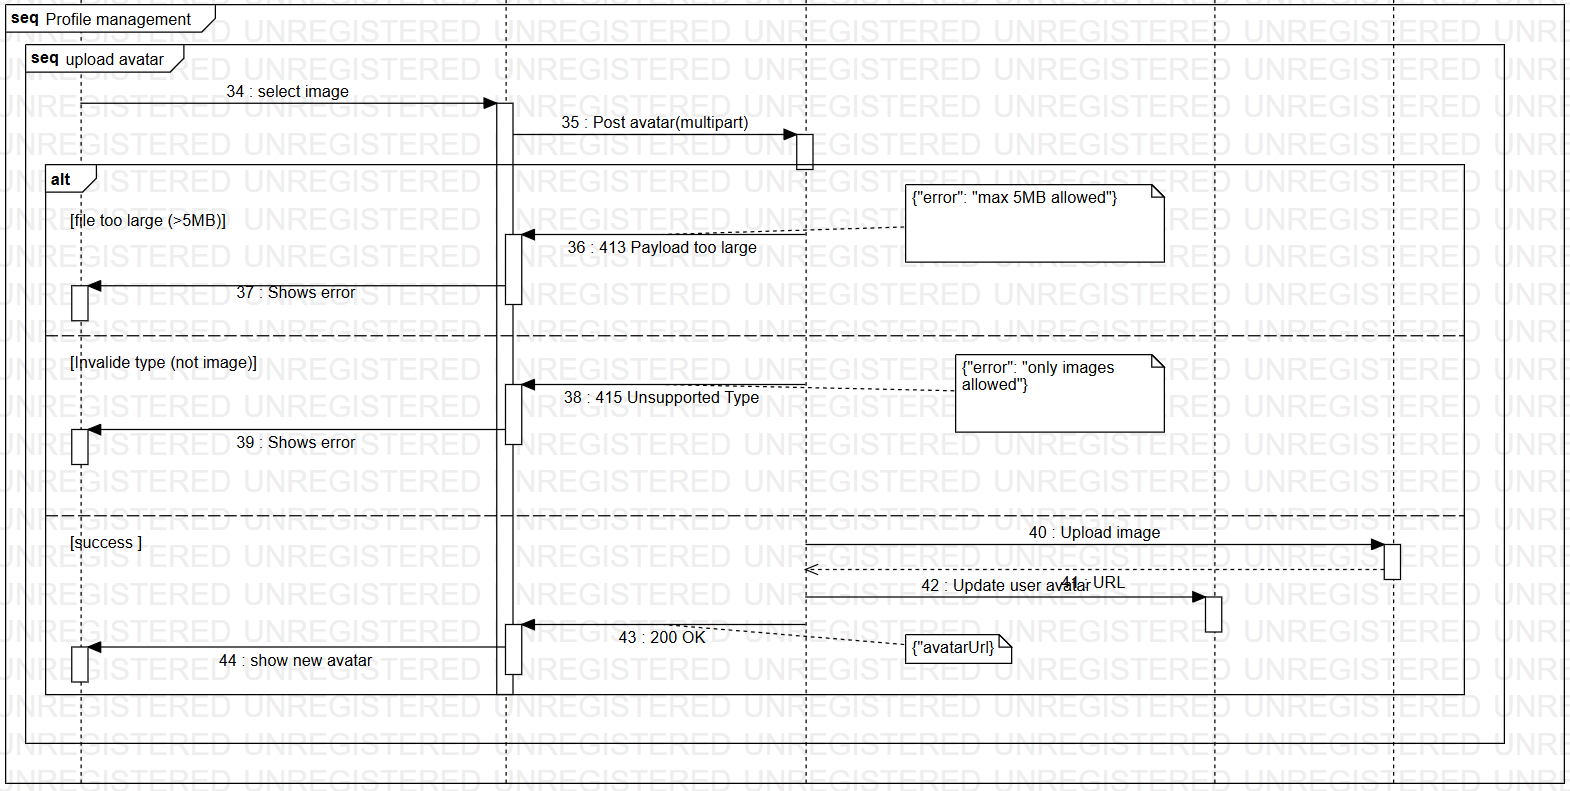 seq Profile management
seq upload avatar
34 : select image
35 : Post avatar(multipart)
alt
{"error": "max 5MB allowed"}
[file too large (>5MB)]
36 : 413 Payload too large
37 : Shows error
[Invalide type (not image)]
{"error": "only images
allowed"}
38 : 415 Unsupported Type
39 : Shows error
40 : Upload image
[success ]
41 : URL
42 : Update user avatar
43 : 200 OK
{"avatarUrl}
44 : show new avatar
UNREGISTERED UNREGISTERED UNREGISTERED UNREGISTERED UNREGISTERED UNREGISTERED UNREGISTERED